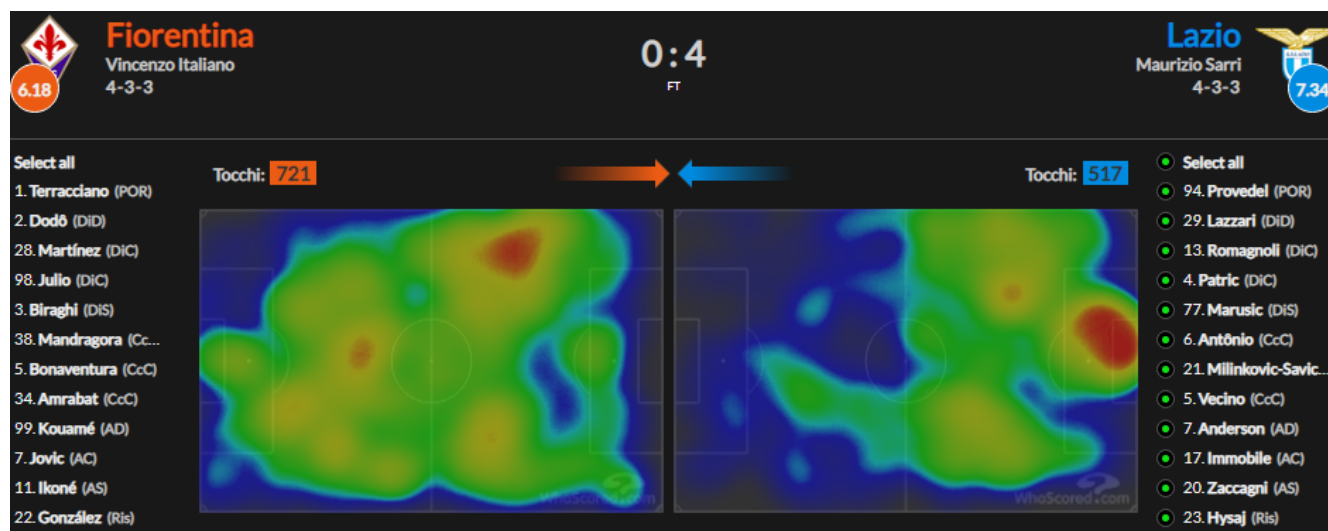 Fiorentina
Vincenzo Italiano
4-3-3
6.18
0:4
FT
Lazio
Maurizio Sarri
4-3-3
7.34
Select all
1. Terracciano (POR)
2. Dodô (DiD)
28. Martínez (DiC)
98. Julio (DiC)
3. Biraghi (DiS)
38. Mandragora (Cc...
5. Bonaventura (CcC)
34. Amrabat (CcC)
99. Kouamé (AD)
7. Jovic (AC)
11. Ikoné (AS)
22. González (Ris)
Tocchi: 721
WhoScored.com
Tocchi: 517
WhoScored.com
Select all
94. Provedel (POR)
29. Lazzari (DiD)
13. Romagnoli (DiC)
4. Patric (DiC)
77. Marusic (DiS)
6. Antônio (CcC)
21. Milinkovic-Savic...
5. Vecino (CcC)
7. Anderson (AD)
17. Immobile (AC)
20. Zaccagni (AS)
23. Hysaj (Ris)